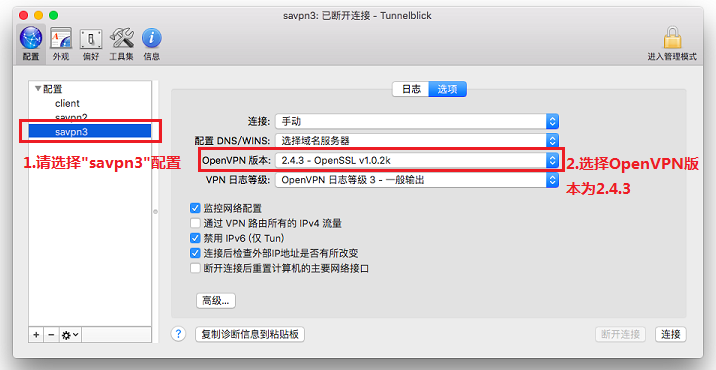 savpn3: 已断开连接 - Tunnelblick
配置 外观 偏好 工具集 信息 进入管理模式
配置
client
savpn2
savpn3
1.请选择"savpn3"配置
日志 选项
连接: 手动
配置 DNS/WINS: 选择域名服务器
OpenVPN 版本: 2.4.3 - OpenSSL v1.0.2k
VPN 日志等级: OpenVPN 日志等级 3 - 一般输出
2.选择OpenVPN版
本为2.4.3
监控网络配置
通过 VPN 路由所有的 IPv4 流量
禁用 IPv6 (仅 Tun)
连接后检查外部IP地址是否有所改变
断开连接后重置计算机的主要网络接口
高级...
? 复制诊断信息到粘贴板 断开连接 连接